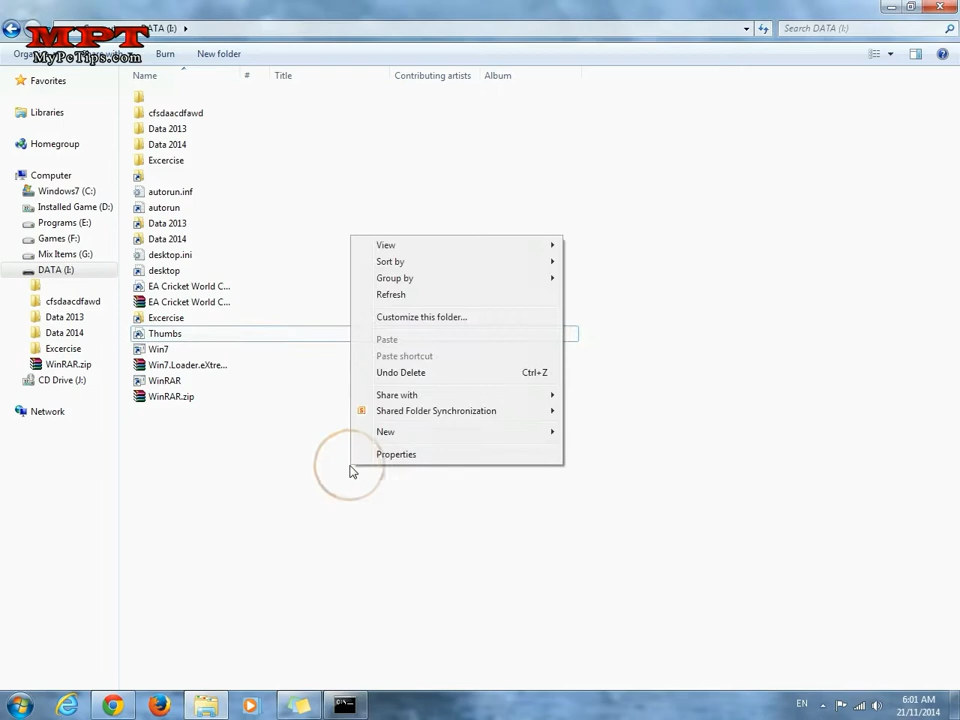 DATA (I:)
Search DATA (I:)
MPT
MyPcTips.com
Burn
New folder
Name
#
Title
Contributing artists
Album
Favorites
Libraries
Homegroup
Computer
Windows7 (C:)
Installed Game (D:)
Programs (E:)
Games (F:)
Mix Items (G:)
DATA (I:)
cfsdaacdfawd
Data 2013
Data 2014
Excercise
WinRAR.zip
CD Drive (J:)
Network
cfsdaacdfawd
Data 2013
Data 2014
Excercise
autorun.inf
autorun
Data 2013
Data 2014
desktop.ini
desktop
EA Cricket World C...
EA Cricket World C...
Excercise
Thumbs
Win7
Win7.Loader.eXtre...
WinRAR
WinRAR.zip
View
Sort by
Group by
Refresh
Customize this folder...
Paste
Paste shortcut
Undo Delete Ctrl+Z
Share with
Shared Folder Synchronization
New
Properties
EN
6:01 AM
21/11/2014